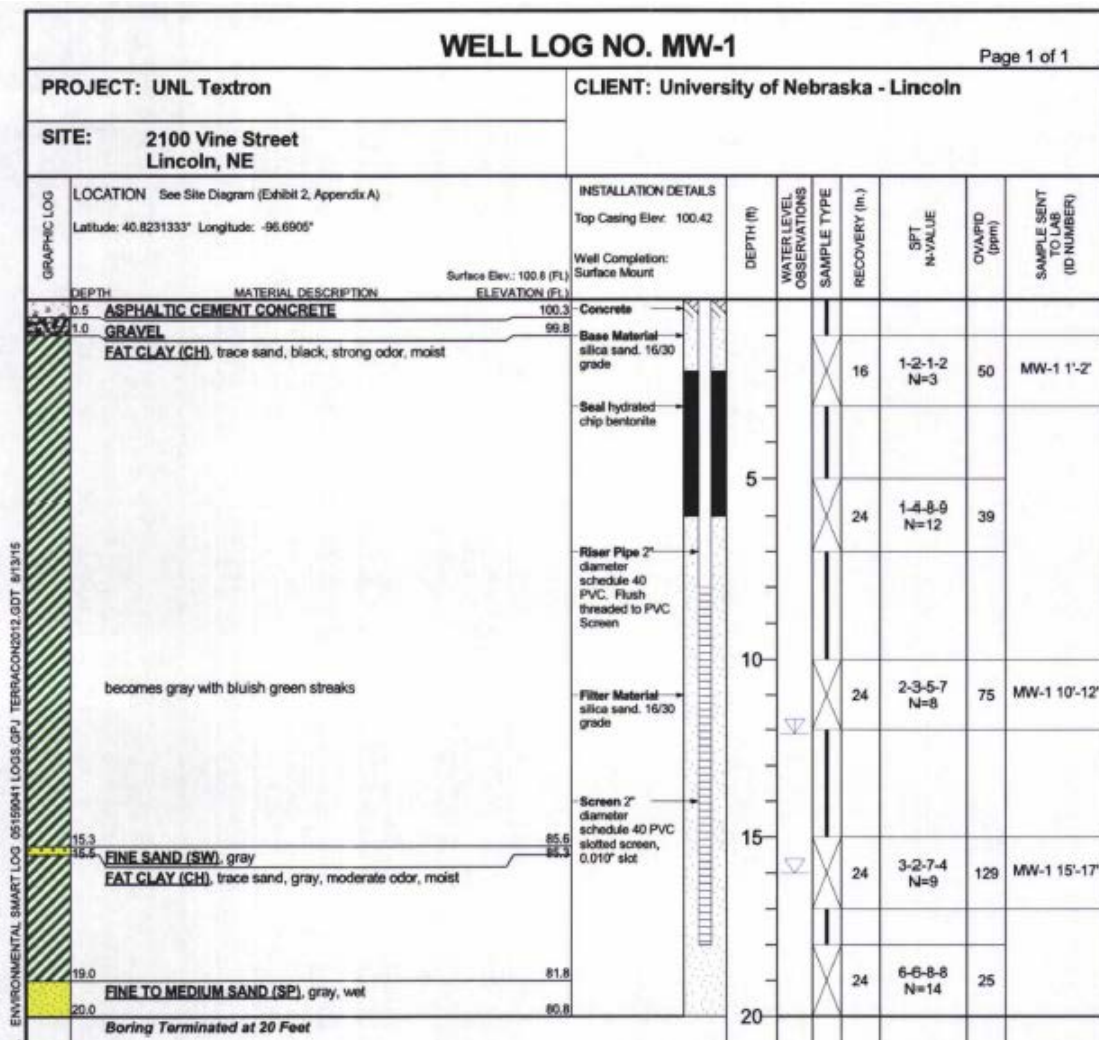 WELL LOG NO. MW-1
Page 1 of 1
PROJECT: UNL Textron
CLIENT: University of Nebraska - Lincoln
SITE: 2100 Vine Street
Lincoln, NE
GRAPHIC LOG
LOCATION See Site Diagram (Exhibit 2, Appendix A)
Latitude: 40.8231333° Longitude: -96.6905°
Surface Elev.: 100.8 (Ft.)
DEPTH MATERIAL DESCRIPTION ELEVATION (Ft.)
INSTALLATION DETAILS
Top Casing Elev: 100.42
Well Completion:
Surface Mount
DEPTH (ft)
WATER LEVEL
OBSERVATIONS
SAMPLE TYPE
RECOVERY (In.)
SPT
N-VALUE
OVA/PID
(ppm)
SAMPLE SENT
TO LAB
(ID NUMBER)
0.5 ASPHALTIC CEMENT CONCRETE 100.3
1.0 GRAVEL 99.8
FAT CLAY (CH), trace sand, black, strong odor, moist
becomes gray with bluish green streaks
15.3 85.6
15.5 FINE SAND (SW), gray 85.3
FAT CLAY (CH), trace sand, gray, moderate odor, moist
19.0 81.8
FINE TO MEDIUM SAND (SP), gray, wet
20.0 80.8
Boring Terminated at 20 Feet
Concrete
Base Material
silica sand. 16/30
grade
Seal hydrated
chip bentonite
Riser Pipe 2"
diameter
schedule 40
PVC. Flush
threaded to PVC
Screen
Filter Material
silica sand. 16/30
grade
Screen 2"
diameter
schedule 40 PVC
slotted screen,
0.010" slot
5
10
15
20
16 1-2-1-2 50 MW-1 1'-2'
N=3
24 1-4-8-9 39
N=12
24 2-3-5-7 75 MW-1 10'-12'
N=8
24 3-2-7-4 129 MW-1 15'-17'
N=9
24 6-6-8-8 25
N=14
ENVIRONMENTAL SMART LOG 05159041 LOGS.GPJ TERRACON2012.GDT 8/13/15